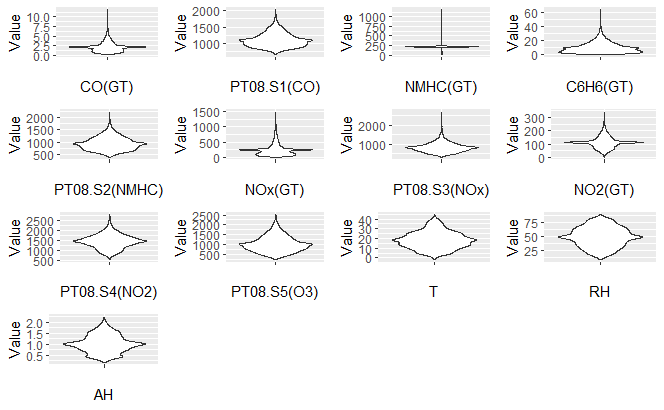 Value
10.0
7.5
5.0
2.5
0.0
CO(GT)
Value
2000
1500
1000
PT08.S1(CO)
Value
1000
750
500
250
0
NMHC(GT)
Value
60
40
20
0
C6H6(GT)
Value
2000
1500
1000
500
PT08.S2(NMHC)
Value
1500
1000
500
0
NOx(GT)
Value
2000
1000
PT08.S3(NOx)
Value
300
200
100
0
NO2(GT)
Value
2500
2000
1500
1000
500
PT08.S4(NO2)
Value
2500
2000
1500
1000
500
PT08.S5(O3)
Value
40
30
20
10
0
T
Value
75
50
25
RH
Value
2.0
1.5
1.0
0.5
AH